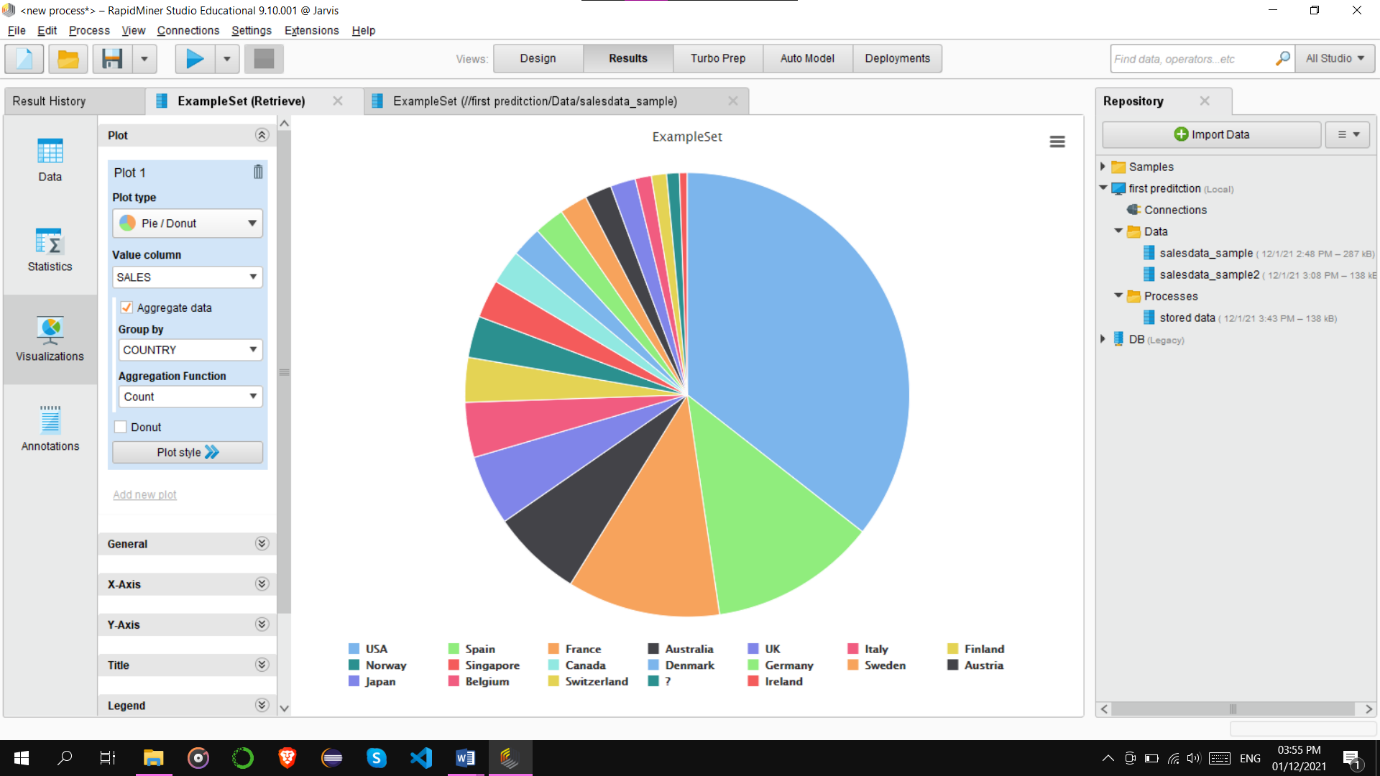 <new process*> – RapidMiner Studio Educational 9.10.001 @ Jarvis
File Edit Process View Connections Settings Extensions Help
Views: Design Results Turbo Prep Auto Model Deployments
Find data, operators...etc
All Studio
Result History
ExampleSet (Retrieve)
ExampleSet (//first preditction/Data/salesdata_sample)
Data
Statistics
Visualizations
Annotations
Plot
Plot 1
Plot type
Pie / Donut
Value column
SALES
Aggregate data
Group by
COUNTRY
Aggregation Function
Count
Donut
Plot style
Add new plot
General
X-Axis
Y-Axis
Title
Legend
ExampleSet
USA Spain France Australia UK Italy Finland
Norway Singapore Canada Denmark Germany Sweden Austria
Japan Belgium Switzerland ? Ireland
Repository
Import Data
Samples
first preditction (Local)
Connections
Data
salesdata_sample ( 12/1/21 2:48 PM – 287 kB)
salesdata_sample2 ( 12/1/21 3:08 PM – 138 kB
Processes
stored data ( 12/1/21 3:43 PM – 138 kB)
DB (Legacy)
ENG
03:55 PM
01/12/2021
1